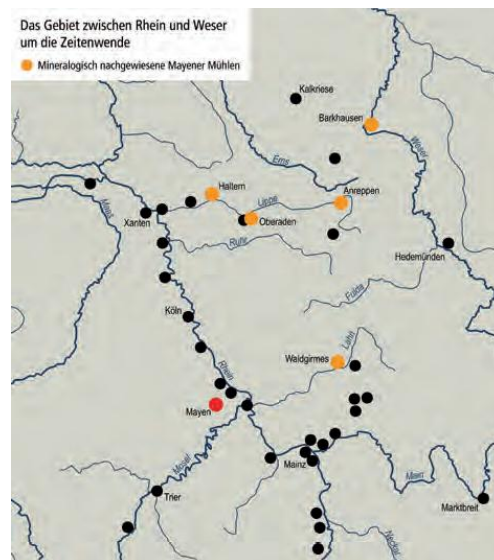 Das Gebiet zwischen Rhein und Weser
um die Zeitenwende
Mineralogisch nachgewiesene Mayener Mühlen
Kalkriese
Barkhausen
Weser
Ems
Haltern
Lippe
Anreppen
Maas
Xanten
Oberaden
Ruhr
Hedemünden
Fulda
Köln
Rhein
Waldgirmes
Lahn
Mayen
Mosel
Mainz
Main
Trier
Marktbreit